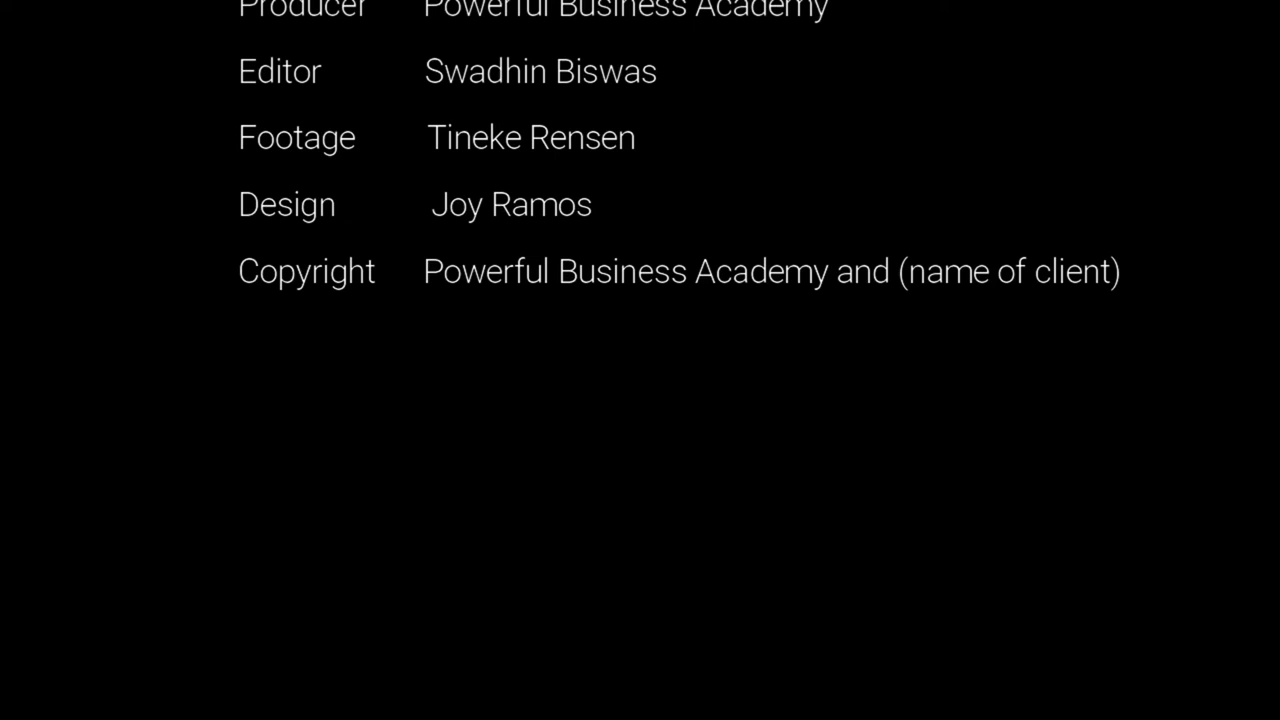 Producer Powerful Business Academy
Editor Swadhin Biswas
Footage Tineke Rensen
Design Joy Ramos
Copyright Powerful Business Academy and (name of client)